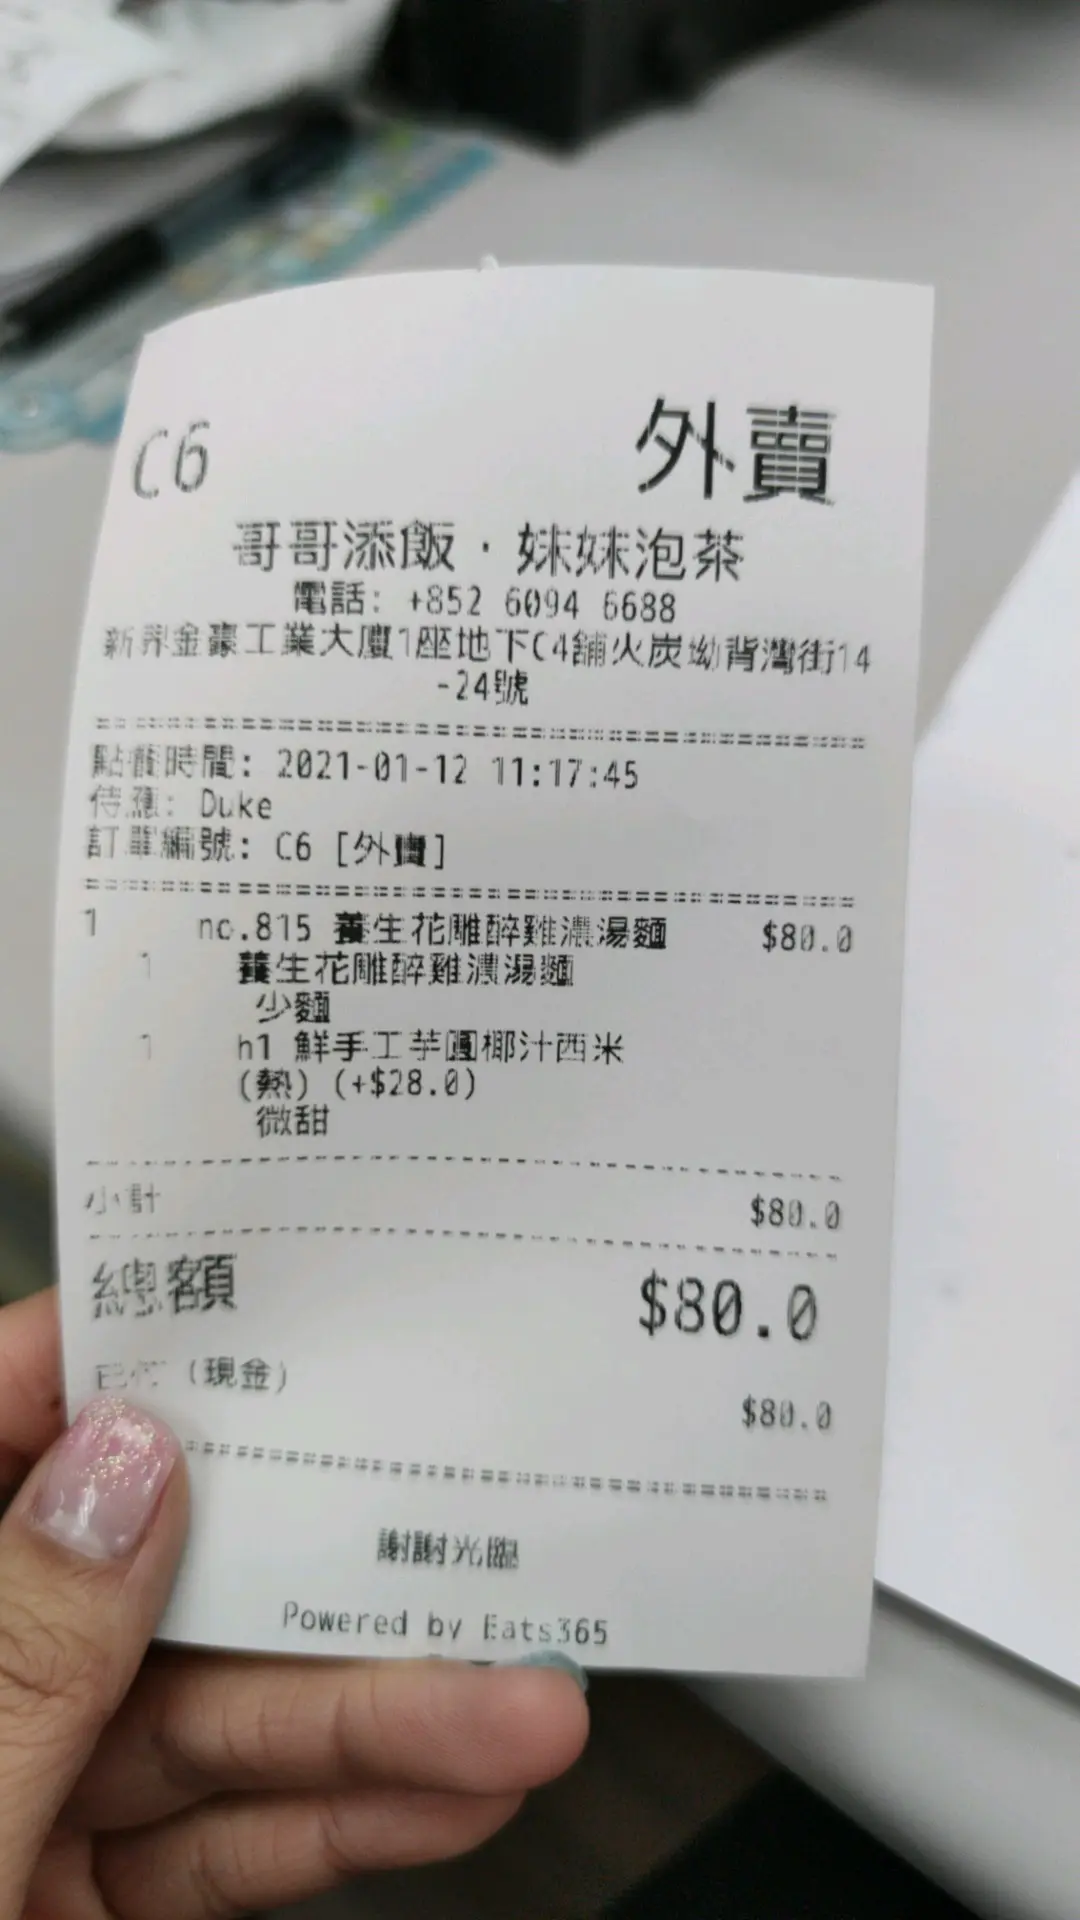 C6 外賣
哥哥添飯·妹妹泡茶
電話: +852 6094 6688
新界金豪工業大廈1座地下C4舖火炭坳背灣街14
-24號
點餐時間: 2021-01-12 11:17:45
侍應: Duke
訂單編號: C6 [外賣]
1 no.815 養生花雕醉雞濃湯麵 $80.0
1 養生花雕醉雞濃湯麵
少麵
1 h1 鮮手工芋圓椰汁西米
(熱) (+$28.0)
微甜
小計 $80.0
總額 $80.0
已付 (現金)
$80.0
謝謝光臨
Powered by Eats365